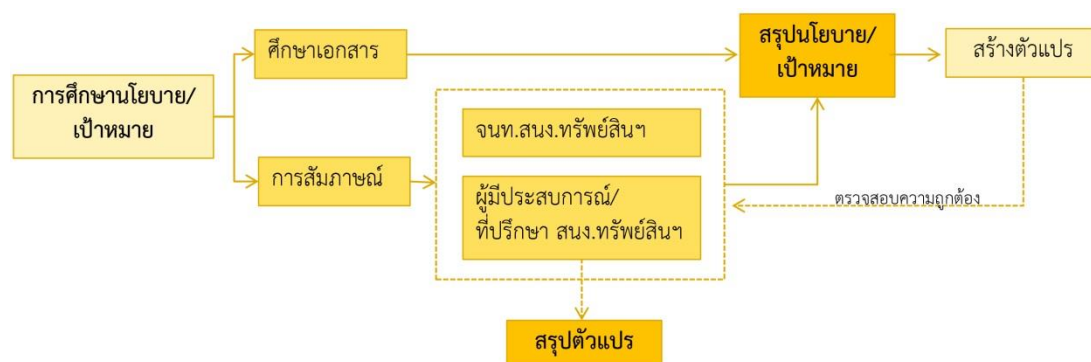 การศึกษานโยบาย/
เป้าหมาย
ศึกษาเอกสาร
การสัมภาษณ์
จนท.สนง.ทรัพย์สินฯ
ผู้มีประสบการณ์/
ที่ปรึกษา สนง.ทรัพย์สินฯ
สรุปนโยบาย/
เป้าหมาย
สร้างตัวแปร
ตรวจสอบความถูกต้อง
สรุปตัวแปร